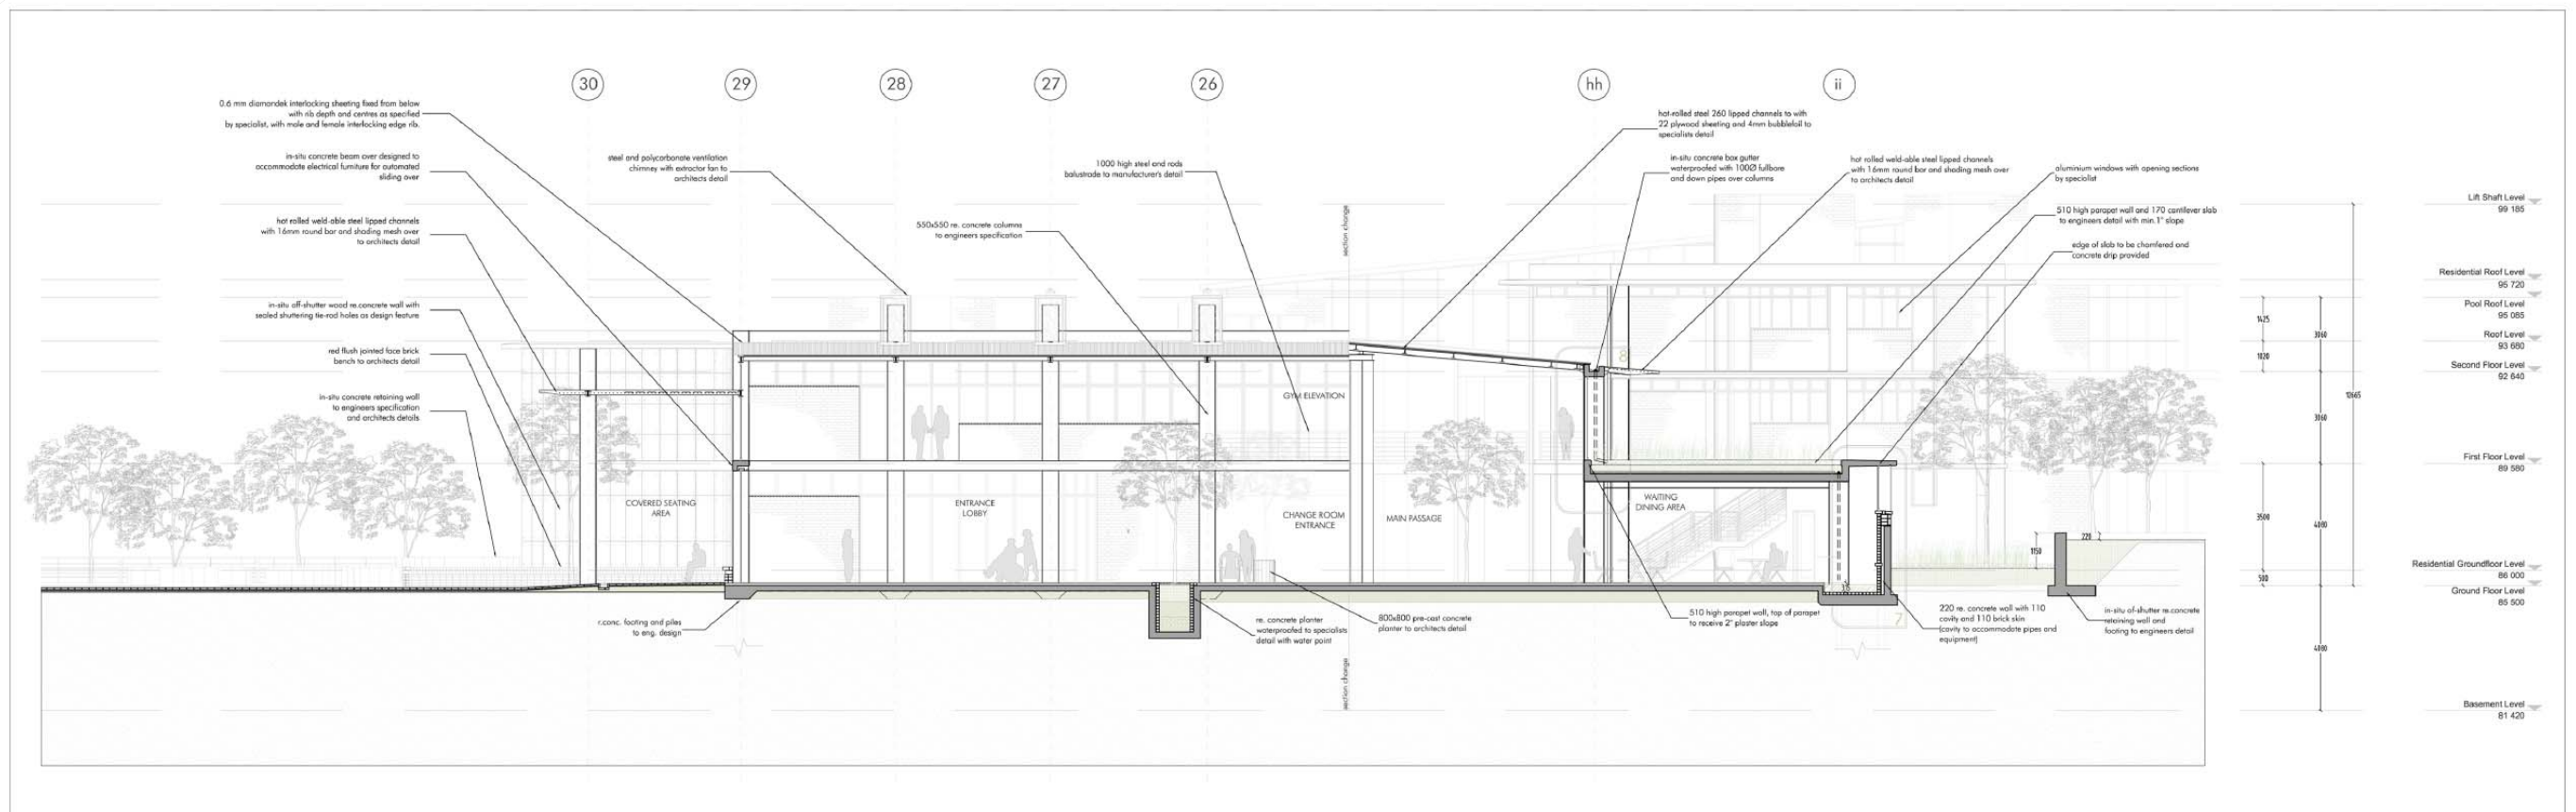 30
29
28
27
26
hh
ii
0.6 mm diamondek interlocking sheeting fixed from below
with rib depth and centres as specified
by specialist, with male and female interlocking edge rib.
in-situ concrete beam over designed to
accommodate electrical furniture for automated
sliding over
hot rolled weld-able steel lipped channels
with 16mm round bar and shading mesh over
to architects detail
in-situ off-shutter wood re.concrete wall with
sealed shuttering tie-rod holes as design feature
red flush jointed face brick
bench to architects detail
in-situ concrete retaining wall
to engineers specification
and architects details
steel and polycarbonate ventilation
chimney with extractor fan to
architects detail
550x550 re. concrete columns
to engineers specification
1000 high steel and rods
balustrade to manufacturer's detail
section change
hot-rolled steel 260 lipped channels to with
22 plywood sheeting and 4mm bubblefoil to
specialists detail
in-situ concrete box gutter
waterproofed with 100Ø fullbore
and down pipes over columns
hot rolled weld-able steel lipped channels
with 16mm round bar and shading mesh over
to architects detail
aluminium windows with opening sections
by specialist
510 high parapet wall and 170 cantilever slab
to engineers detail with min.1° slope
edge of slab to be chamfered and
concrete drip provided
8
GYM ELEVATION
COVERED SEATING
AREA
ENTRANCE
LOBBY
CHANGE ROOM
ENTRANCE
MAIN PASSAGE
WAITING
DINING AREA
r.conc. footing and piles
to eng. design
re. concrete planter
waterproofed to specialists
detail with water point
800x800 pre-cast concrete
planter to architects detail
section change
510 high parapet wall, top of parapet
to receive 2° plaster slope
7
220 re. concrete wall with 110
cavity and 110 brick skin
(cavity to accommodate pipes and
equipment)
in-situ of-shutter re.concrete
retaining wall and
footing to engineers detail
1150
220
1425
1020
3500
500
3060
3060
4080
4080
Lift Shaft Level
99 185
Residential Roof Level
95 720
Pool Roof Level
95 085
Roof Level
93 680
Second Floor Level
92 640
First Floor Level
89 580
Residential Groundfloor Level
86 000
Ground Floor Level
85 500
Basement Level
81 420